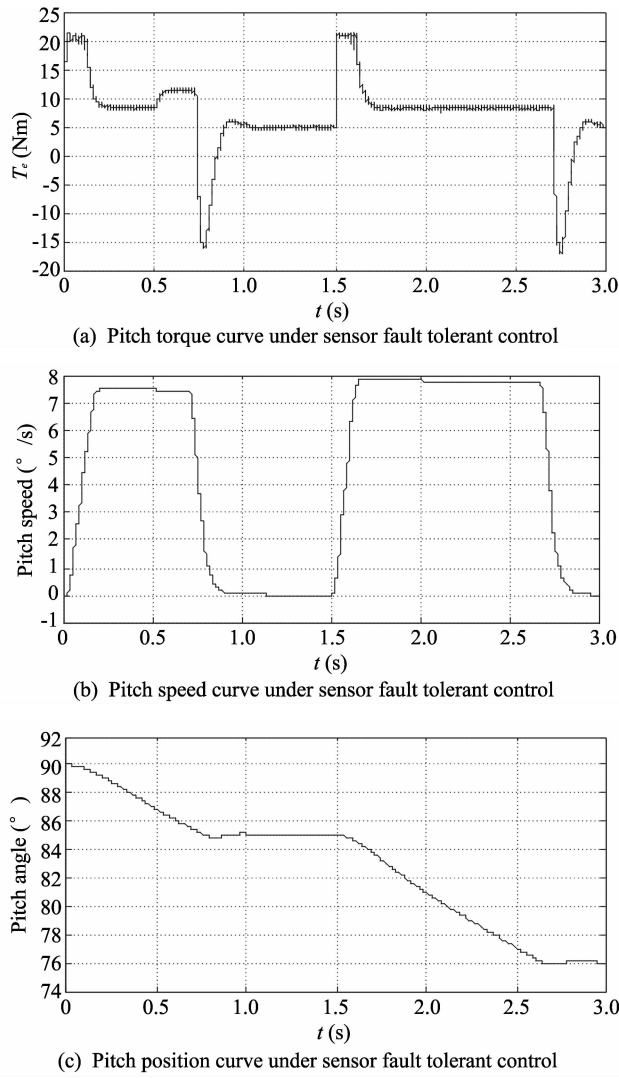 25
20
15
10
5
0
-5
-10
-15
-20
Te (Nm)
0 0.5 1.0 1.5 2.0 2.5 3.0
t (s)
(a) Pitch torque curve under sensor fault tolerant control
8
7
6
5
4
3
2
1
0
-1
Pitch speed (° /s)
0 0.5 1.0 1.5 2.0 2.5 3.0
t (s)
(b) Pitch speed curve under sensor fault tolerant control
92
90
88
86
84
82
80
78
76
74
Pitch angle (° )
0 0.5 1.0 1.5 2.0 2.5 3.0
t (s)
(c) Pitch position curve under sensor fault tolerant control